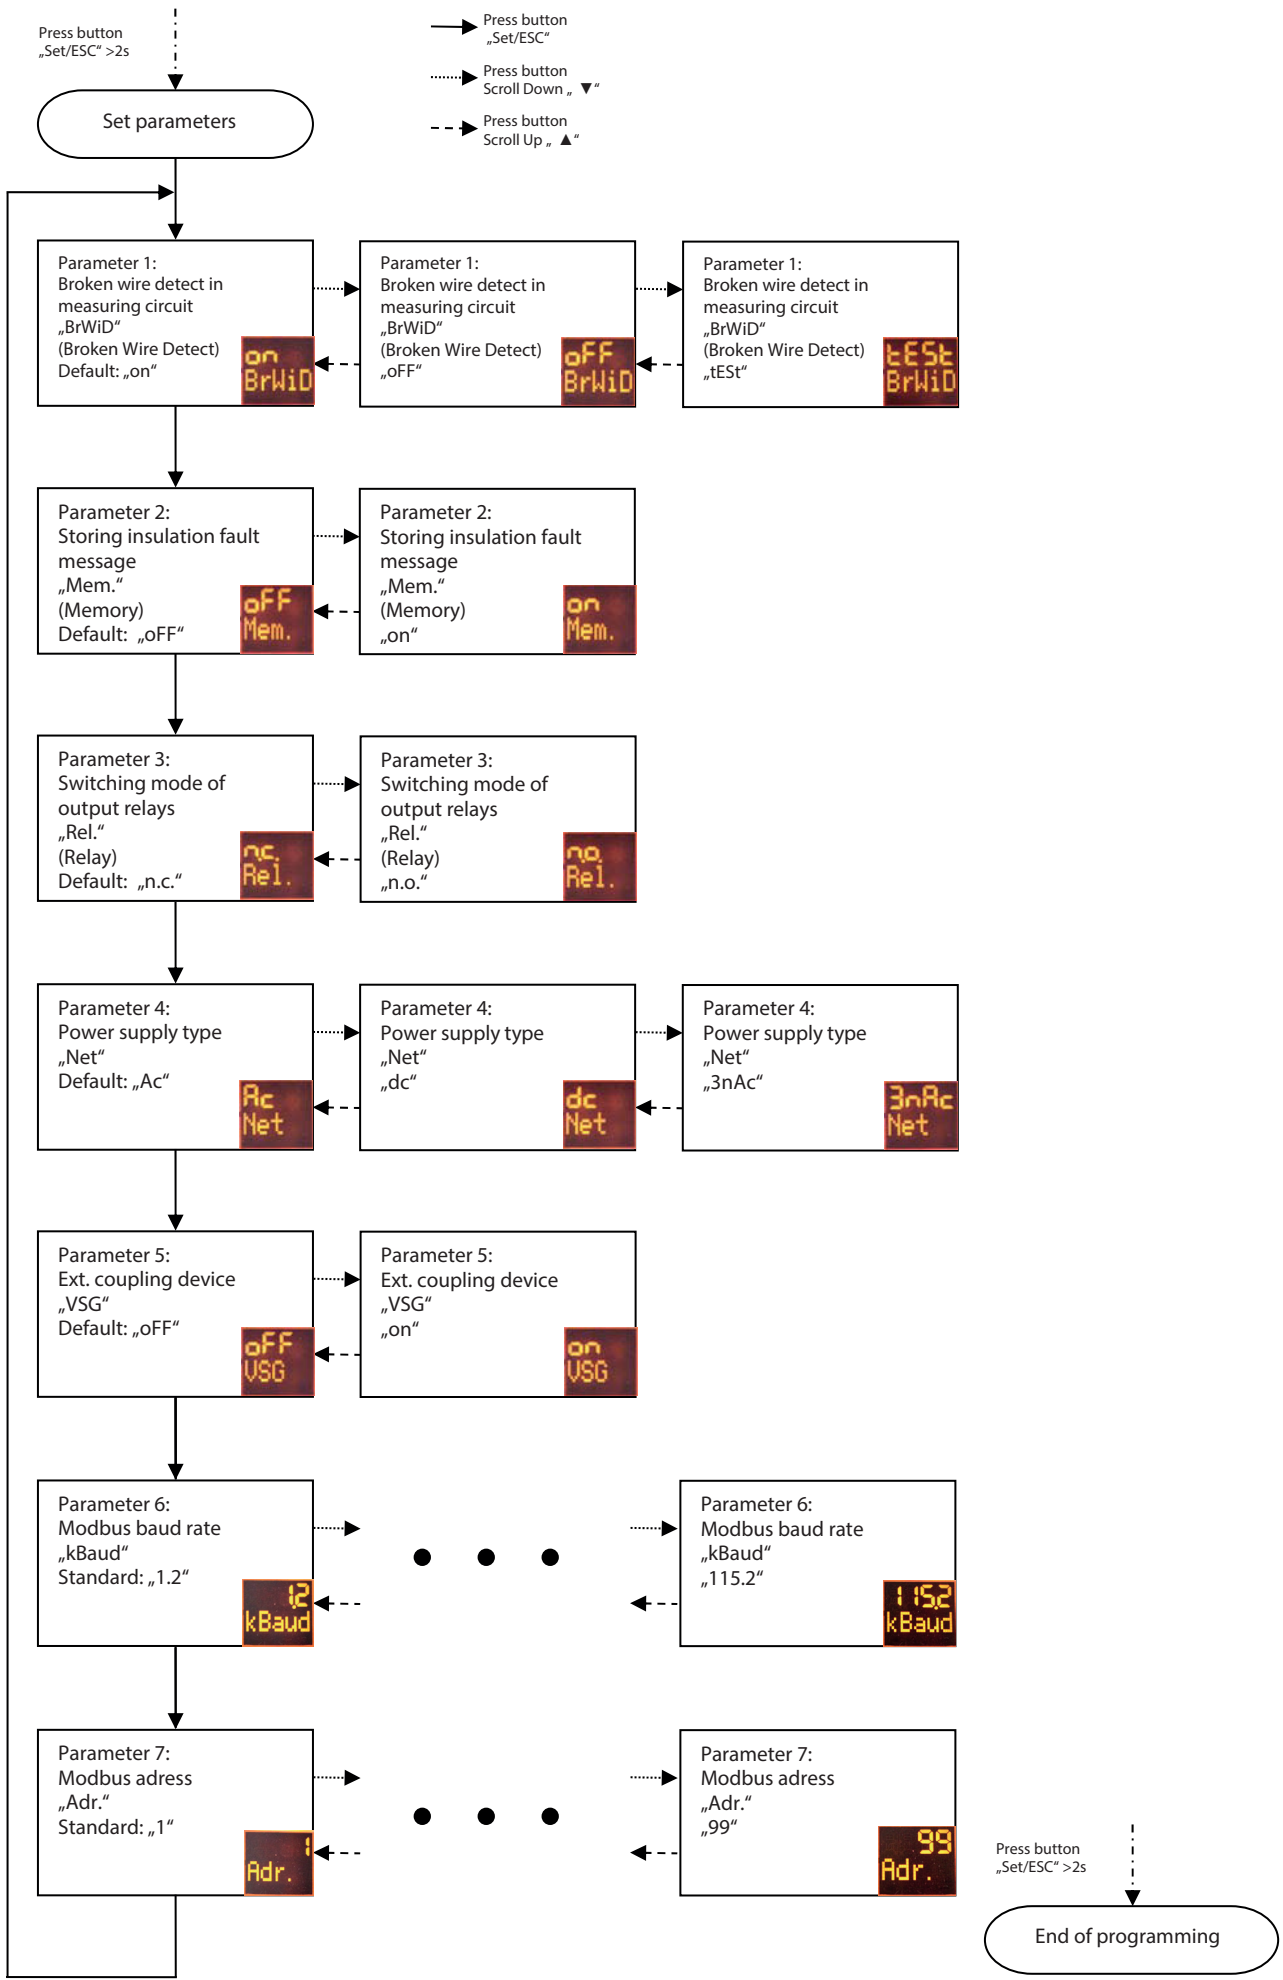 Press button
„Set/ESC“ >2s
Press button
„Set/ESC“
Press button
Scroll Down „ ▼“
Press button
Scroll Up „ ▲“
Set parameters
Parameter 1:
Broken wire detect in
measuring circuit
„BrWiD“
(Broken Wire Detect)
Default: „on“
on
BrWiD
Parameter 1:
Broken wire detect in
measuring circuit
„BrWiD“
(Broken Wire Detect)
„oFF“
oFF
BrWiD
Parameter 1:
Broken wire detect in
measuring circuit
„BrWiD“
(Broken Wire Detect)
„tESt“
tESt
BrWiD
Parameter 2:
Storing insulation fault
message
„Mem.“
(Memory)
Default: „oFF“
oFF
Mem.
Parameter 2:
Storing insulation fault
message
„Mem.“
(Memory)
„on“
on
Mem.
Parameter 3:
Switching mode of
output relays
„Rel.“
(Relay)
Default: „n.c.“
n.c.
Rel.
Parameter 3:
Switching mode of
output relays
„Rel.“
(Relay)
„n.o.“
n.o.
Rel.
Parameter 4:
Power supply type
„Net“
Default: „Ac“
Ac
Net
Parameter 4:
Power supply type
„Net“
„dc“
dc
Net
Parameter 4:
Power supply type
„Net“
„3nAc“
3nAc
Net
Parameter 5:
Ext. coupling device
„VSG“
Default: „oFF“
oFF
VSG
Parameter 5:
Ext. coupling device
„VSG“
„on“
on
VSG
Parameter 6:
Modbus baud rate
„kBaud“
Standard: „1.2“
1.2
kBaud
Parameter 6:
Modbus baud rate
„kBaud“
„115.2“
115.2
kBaud
Parameter 7:
Modbus adress
„Adr.“
Standard: „1“
1
Adr.
Parameter 7:
Modbus adress
„Adr.“
„99“
99
Adr.
Press button
„Set/ESC“ >2s
End of programming